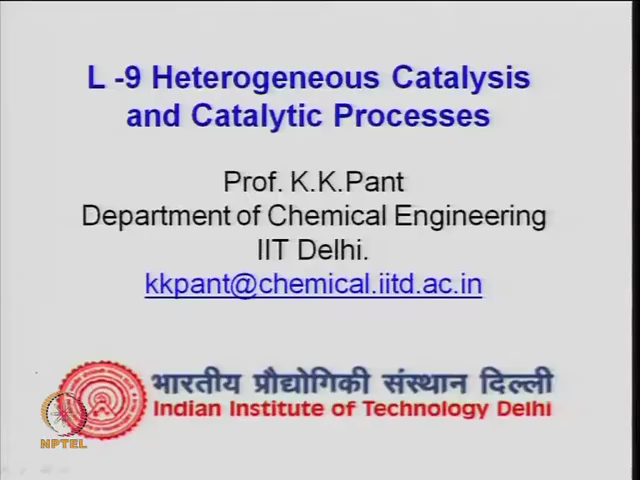 L -9 Heterogeneous Catalysis
and Catalytic Processes
Prof. K.K.Pant
Department of Chemical Engineering
IIT Delhi.
kkpant@chemical.iitd.ac.in
भारतीय प्रौद्योगिकी संस्थान दिल्ली
Indian Institute of Technology Delhi
NPTEL